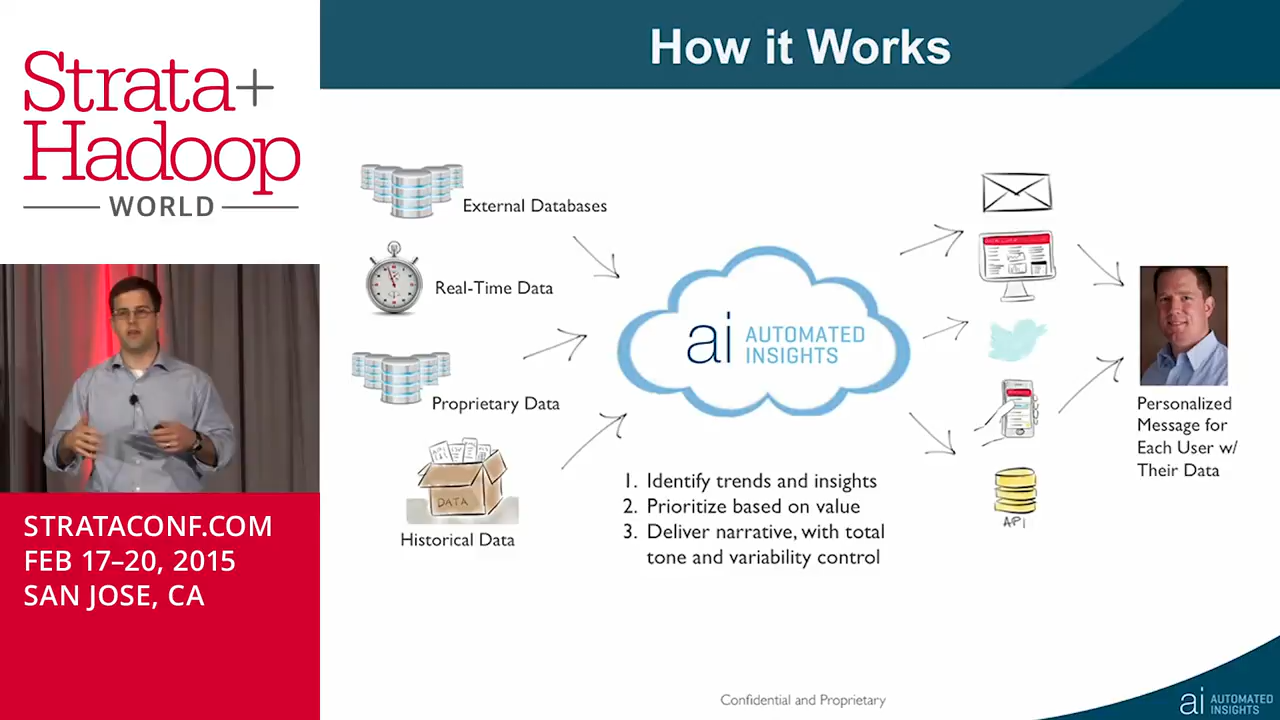 Strata+
Hadoop
WORLD
STRATACONF.COM
FEB 17–20, 2015
SAN JOSE, CA
How it Works
External Databases
Real-Time Data
Proprietary Data
DATA
Historical Data
ai AUTOMATED
INSIGHTS
1. Identify trends and insights
2. Prioritize based on value
3. Deliver narrative, with total
tone and variability control
API
Personalized
Message for
Each User w/
Their Data
Confidential and Proprietary
ai AUTOMATED
INSIGHTS